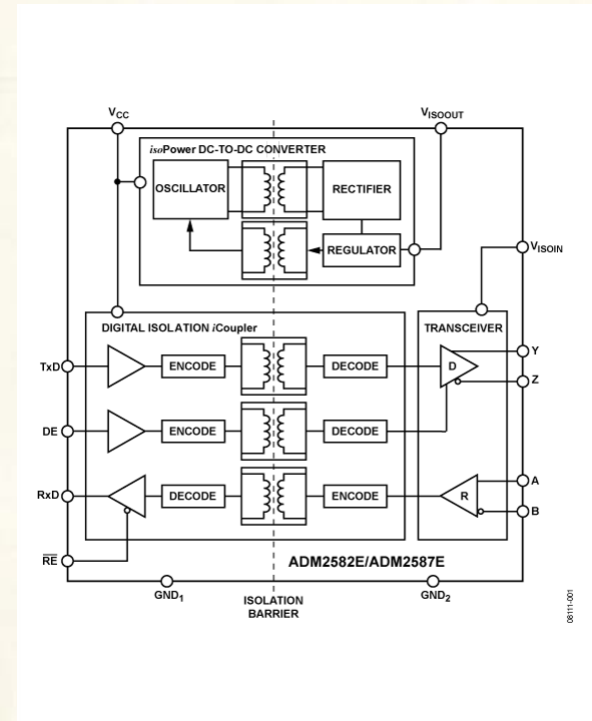 VCC
VISOOUT
isoPower DC-TO-DC CONVERTER
OSCILLATOR
RECTIFIER
REGULATOR
VISOIN
DIGITAL ISOLATION iCoupler
TRANSCEIVER
TxD
ENCODE
DECODE
D
Y
Z
DE
ENCODE
DECODE
RxD
DECODE
ENCODE
R
A
B
RE
ADM2582E/ADM2587E
GND1
ISOLATION
BARRIER
GND2
08111-001